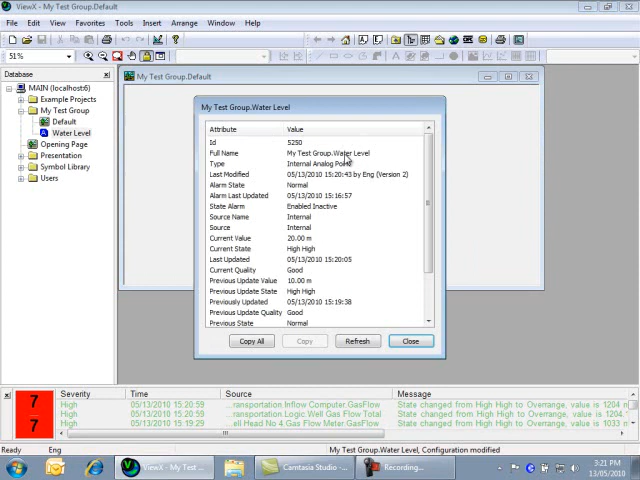 ViewX - My Test Group.Default
File Edit View Favorites Tools Insert Arrange Window Help
51%
Database
MAIN (localhost6)
Example Projects
My Test Group
Default
Water Level
Opening Page
Presentation
Symbol Library
Users
My Test Group.Default
My Test Group.Water Level
Attribute Value
Id 5250
Full Name My Test Group.Water Level
Type Internal Analog Point
Last Modified 05/13/2010 15:20:43 by Eng (Version 2)
Alarm State Normal
Alarm Last Updated 05/13/2010 15:16:57
State Alarm Enabled Inactive
Source Name Internal
Source Internal
Current Value 20.00 m
Current State High High
Last Updated 05/13/2010 15:20:05
Current Quality Good
Previous Update Value 10.00 m
Previous Update State High High
Previously Updated 05/13/2010 15:19:38
Previous Update Quality Good
Previous State Normal
Copy All Copy Refresh Close
7
7
Severity Time Source Message
High 05/13/2010 15:20:59 ...ransportation.Inflow Computer.GasFlow State changed from High High to Overrange, value is 1204 m
High 05/13/2010 15:20:59 ...ransportation.Logic Well Gas Flow Total State changed from High High to Overrange, value is 1204.
High 05/13/2010 15:19:29 ...ell Head No 4 Gas Flow Meter.GasFlow State changed from High High to Overrange, value is 1033 m
Ready Eng My Test Group.Water Level, Configuration modified
ViewX - My Test ...
Camtasia Studio - ...
Recording...
3:21 PM
13/05/2010